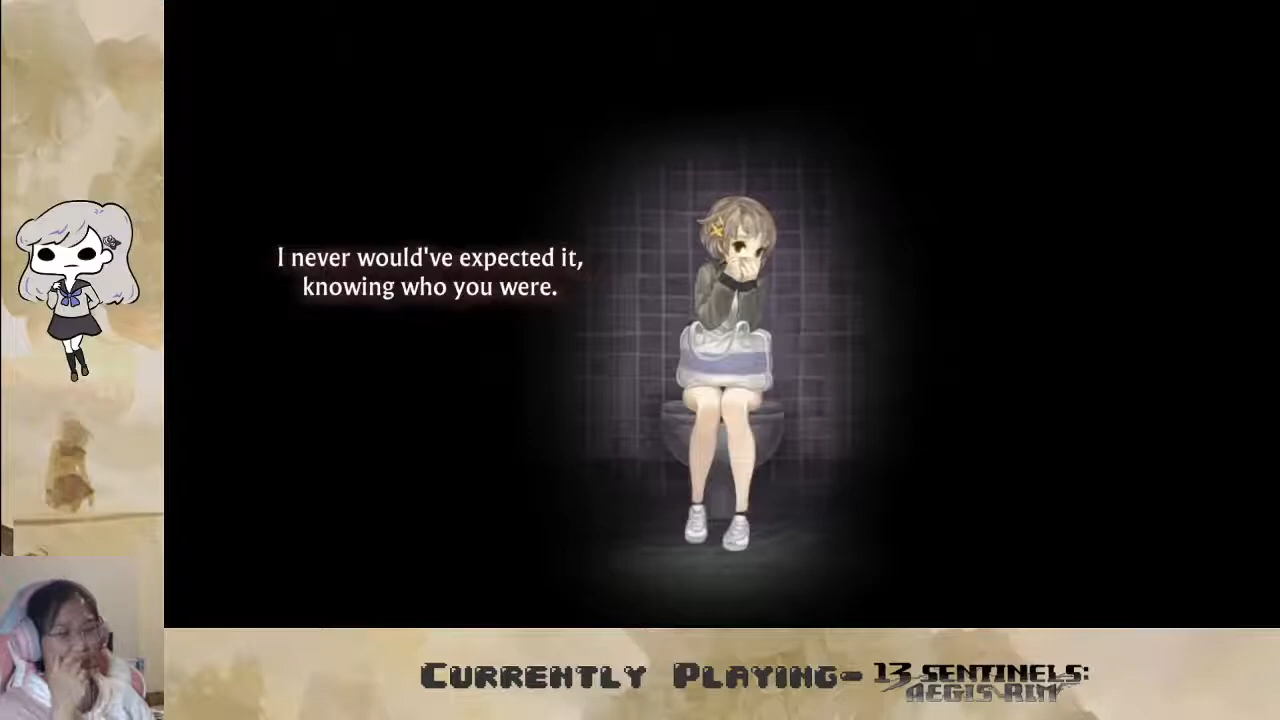 I never would've expected it,
knowing who you were.
Currently Playing- 13 SENTINELS:
AEGIS RIM